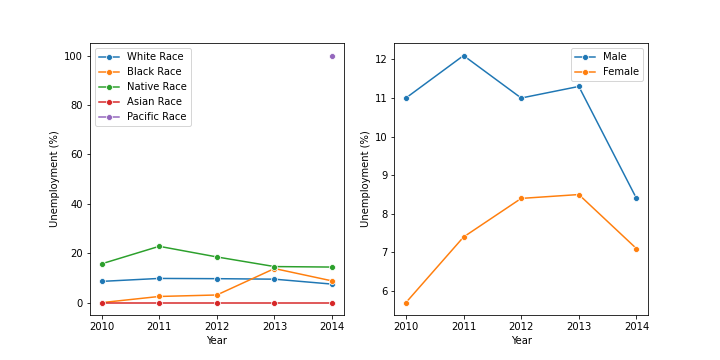 White Race
Black Race
Native Race
Asian Race
Pacific Race
100
80
60
40
20
0
Unemployment (%)
2010 2011 2012 2013 2014
Year
Male
Female
12
11
10
9
8
7
6
Unemployment (%)
2010 2011 2012 2013 2014
Year